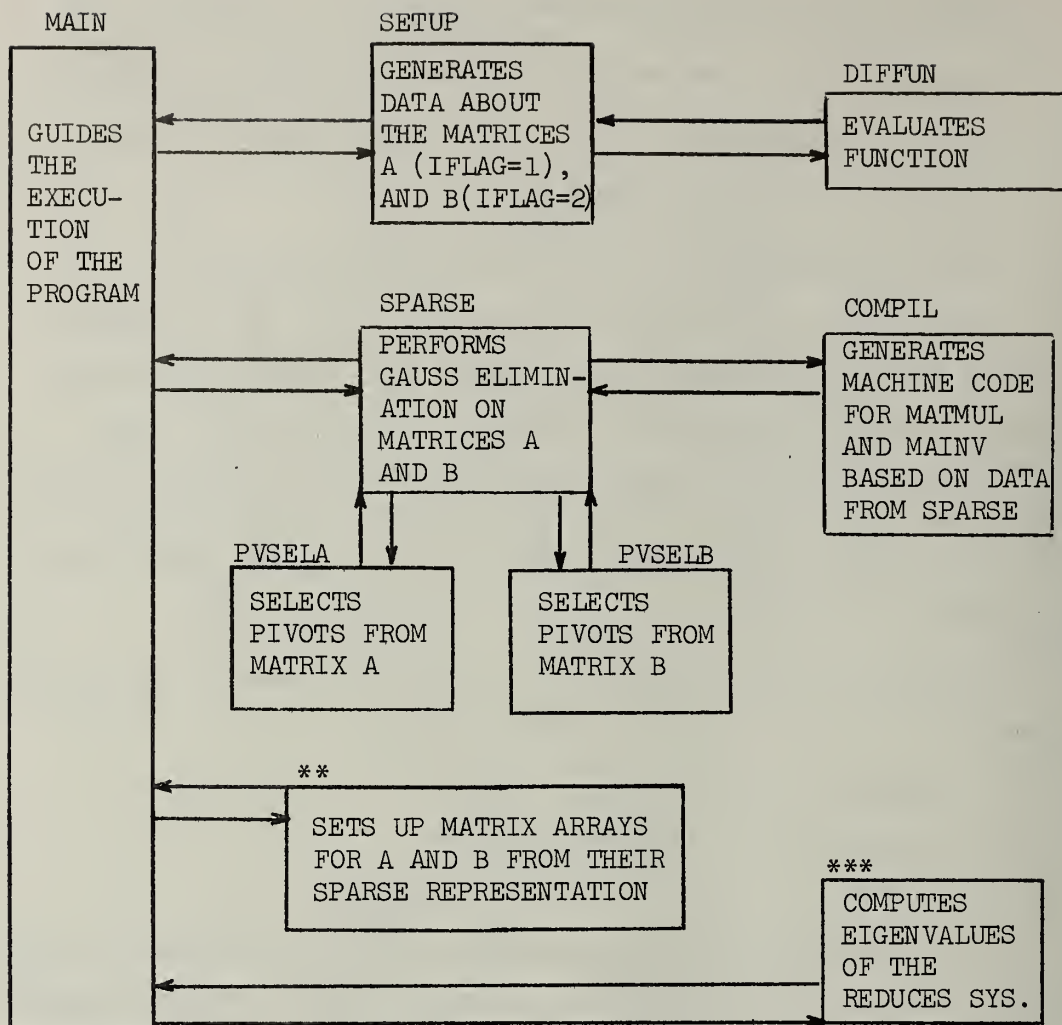 MAIN
GUIDES
THE
EXECU-
TION
OF THE
PROGRAM
SETUP
GENERATES
DATA ABOUT
THE MATRICES
A (IFLAG=1),
AND B(IFLAG=2)
DIFFUN
EVALUATES
FUNCTION
SPARSE
PERFORMS
GAUSS ELIMIN-
ATION ON
MATRICES A
AND B
COMPIL
GENERATES
MACHINE CODE
FOR MATMUL
AND MAINV
BASED ON DATA
FROM SPARSE
PVSELA
SELECTS
PIVOTS FROM
MATRIX A
PVSELB
SELECTS
PIVOTS FROM
MATRIX B
**
SETS UP MATRIX ARRAYS
FOR A AND B FROM THEIR
SPARSE REPRESENTATION
***
COMPUTES
EIGENVALUES
OF THE
REDUCES SYS.